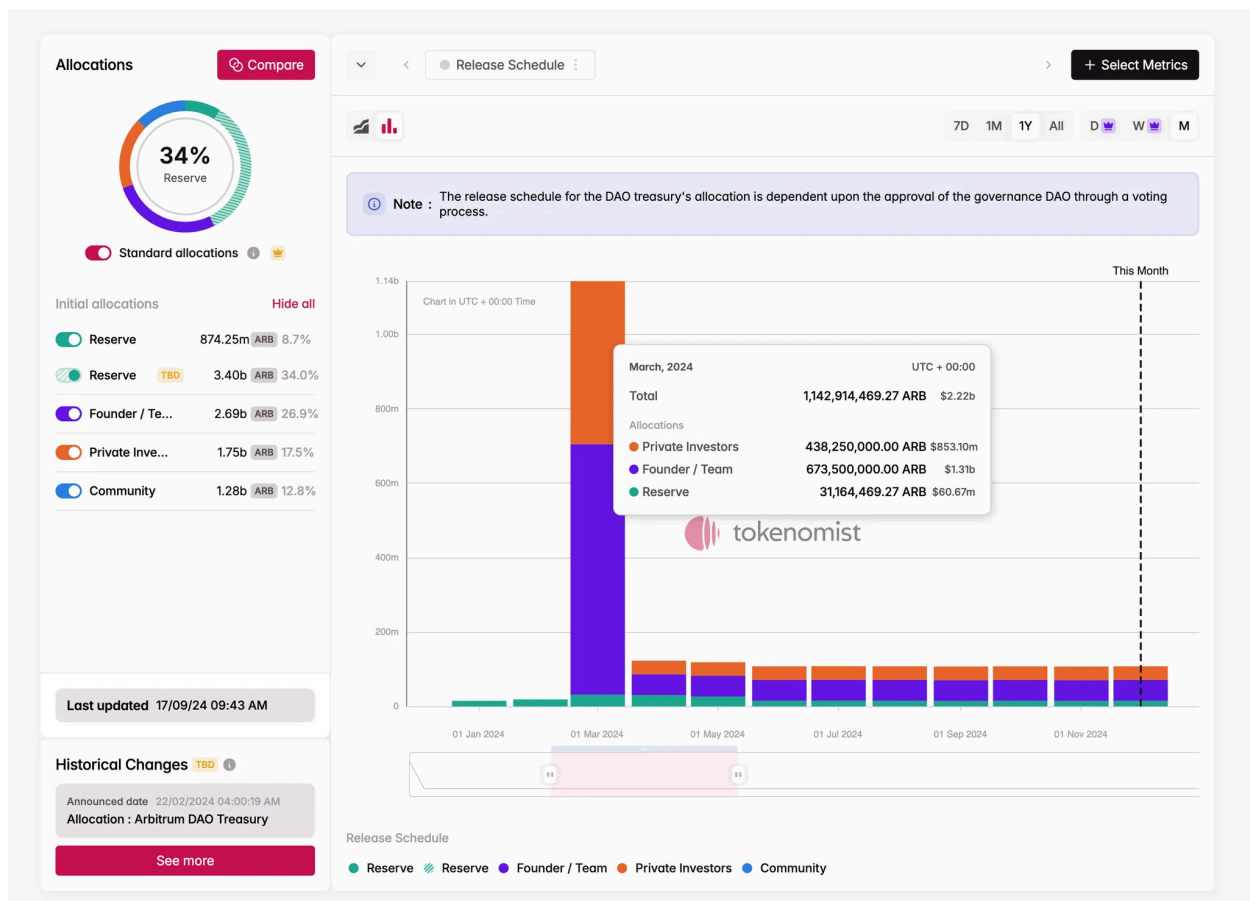 Allocations
Compare
34%
Reserve
Standard allocations
Initial allocations Hide all
Reserve 874.25m ARB 8.7%
Reserve TBD 3.40b ARB 34.0%
Founder / Te... 2.69b ARB 26.9%
Private Inve... 1.75b ARB 17.5%
Community 1.28b ARB 12.8%
Last updated 17/09/24 09:43 AM
Historical Changes TBD
Announced date 22/02/2024 04:00:19 AM
Allocation : Arbitrum DAO Treasury
See more
Release Schedule
+ Select Metrics
7D 1M 1Y All D W M
Note : The release schedule for the DAO treasury's allocation is dependent upon the approval of the governance DAO through a voting
process.
This Month
Chart in UTC + 00:00 Time
1.14b
1.00b
800m
600m
400m
200m
0
March, 2024 UTC + 00:00
Total 1,142,914,469.27 ARB $2.22b
Allocations
Private Investors 438,250,000.00 ARB $853.10m
Founder / Team 673,500,000.00 ARB $1.31b
Reserve 31,164,469.27 ARB $60.67m
tokenomist
01 Jan 2024 01 Mar 2024 01 May 2024 01 Jul 2024 01 Sep 2024 01 Nov 2024
Release Schedule
Reserve Reserve Founder / Team Private Investors Community